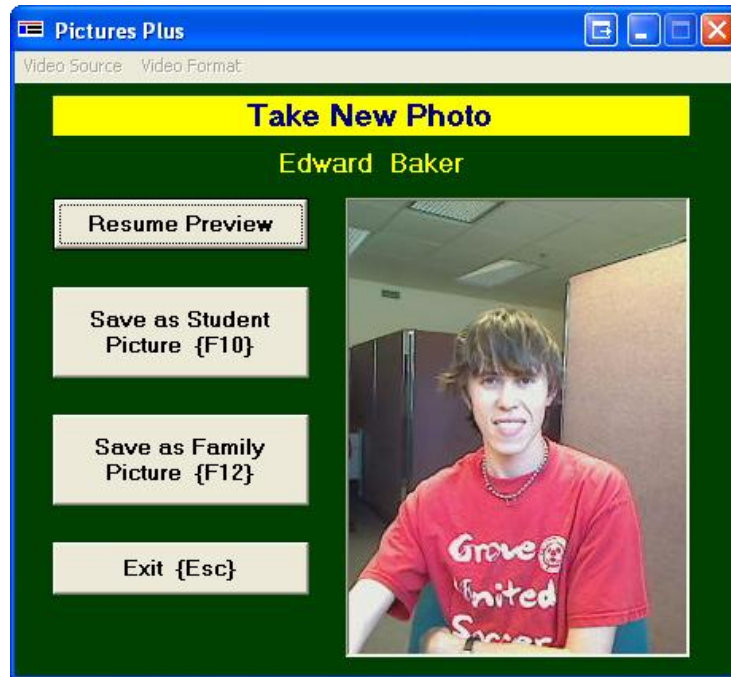 Pictures Plus
Video Source Video Format
Take New Photo
Edward Baker
Resume Preview
Save as Student
Picture {F10}
Save as Family
Picture {F12}
Exit {Esc}
Grove
United
Soccer